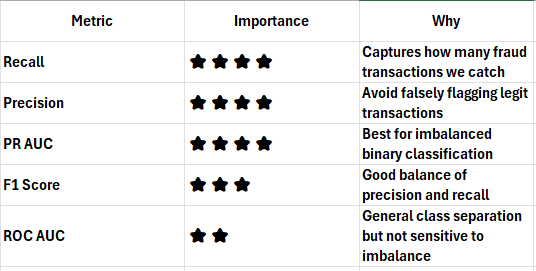 Metric Importance Why
Recall ★★★★ Captures how many fraud
transactions we catch
Precision ★★★★ Avoid falsely flagging legit
transactions
PR AUC ★★★★ Best for imbalanced
binary classification
F1 Score ★★★ Good balance of
precision and recall
ROC AUC ★★ General class separation
but not sensitive to
imbalance